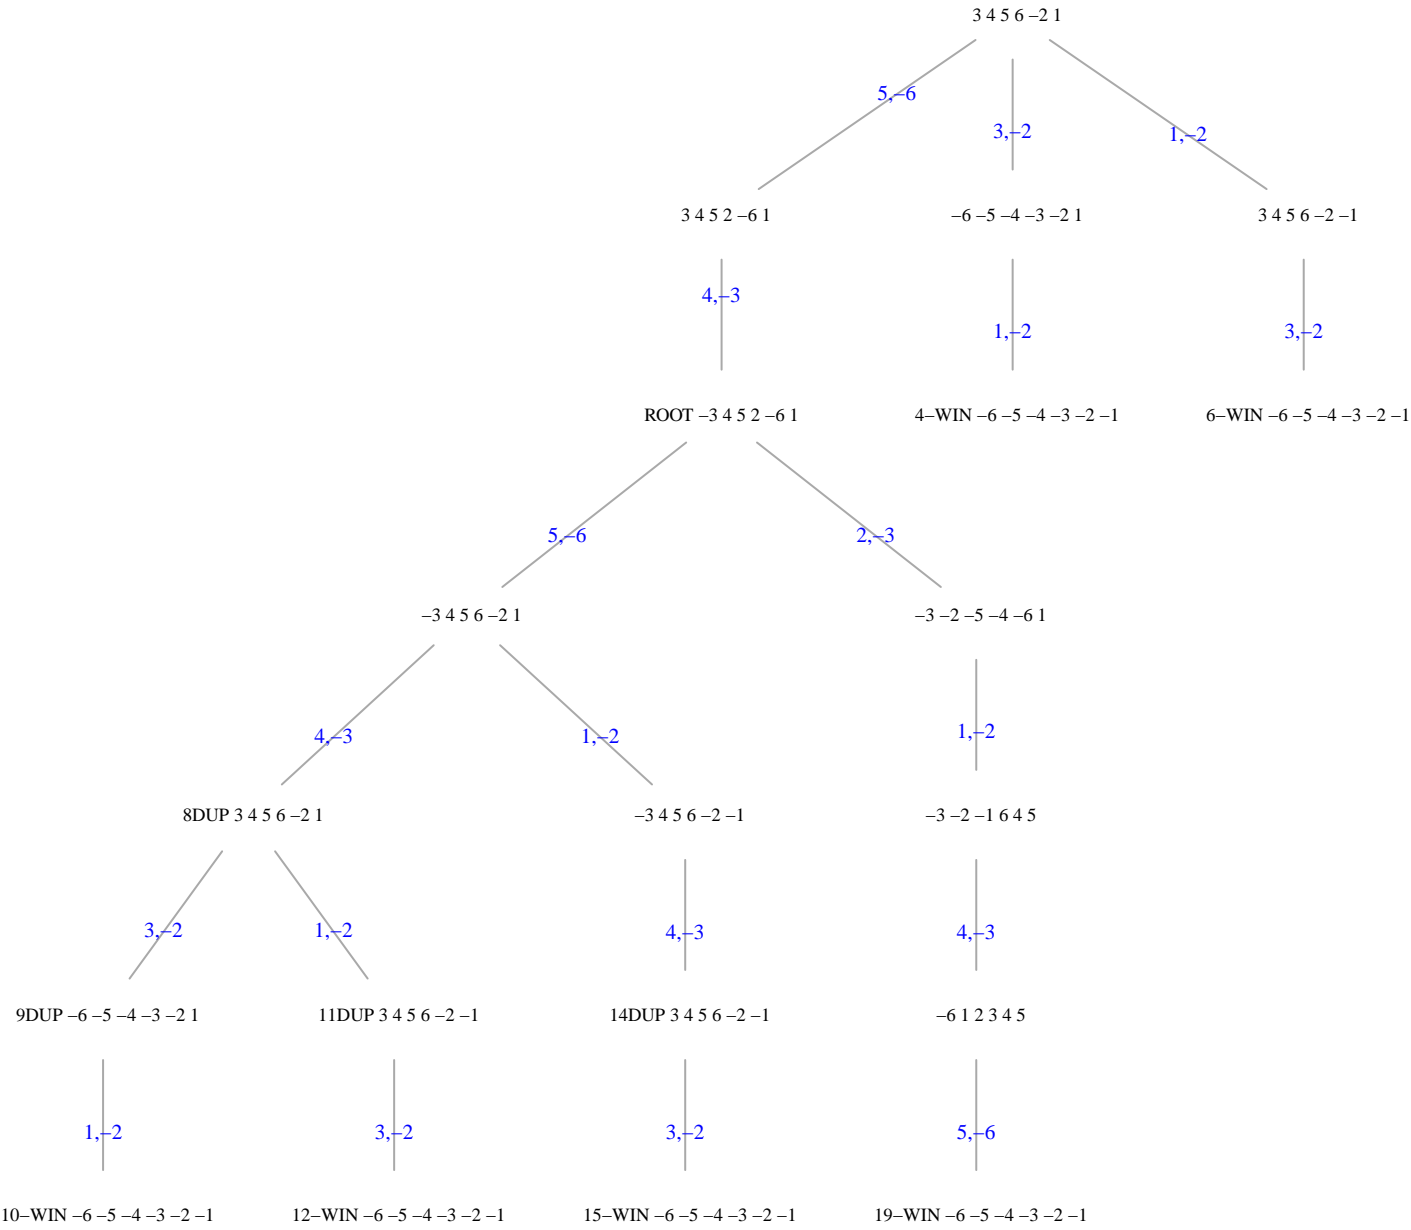 3 4 5 6 –2 1
5,–6
3,–2
1,–2
3 4 5 2 –6 1
–6 –5 –4 –3 –2 1
3 4 5 6 –2 –1
4,–3
1,–2
3,–2
ROOT –3 4 5 2 –6 1
4–WIN –6 –5 –4 –3 –2 –1
6–WIN –6 –5 –4 –3 –2 –1
5,–6
2,–3
–3 4 5 6 –2 1
–3 –2 –5 –4 –6 1
4,–3
1,–2
1,–2
8DUP 3 4 5 6 –2 1
–3 4 5 6 –2 –1
–3 –2 –1 6 4 5
3,–2
1,–2
4,–3
4,–3
9DUP –6 –5 –4 –3 –2 1
11DUP 3 4 5 6 –2 –1
14DUP 3 4 5 6 –2 –1
–6 1 2 3 4 5
1,–2
3,–2
3,–2
5,–6
10–WIN –6 –5 –4 –3 –2 –1
12–WIN –6 –5 –4 –3 –2 –1
15–WIN –6 –5 –4 –3 –2 –1
19–WIN –6 –5 –4 –3 –2 –1